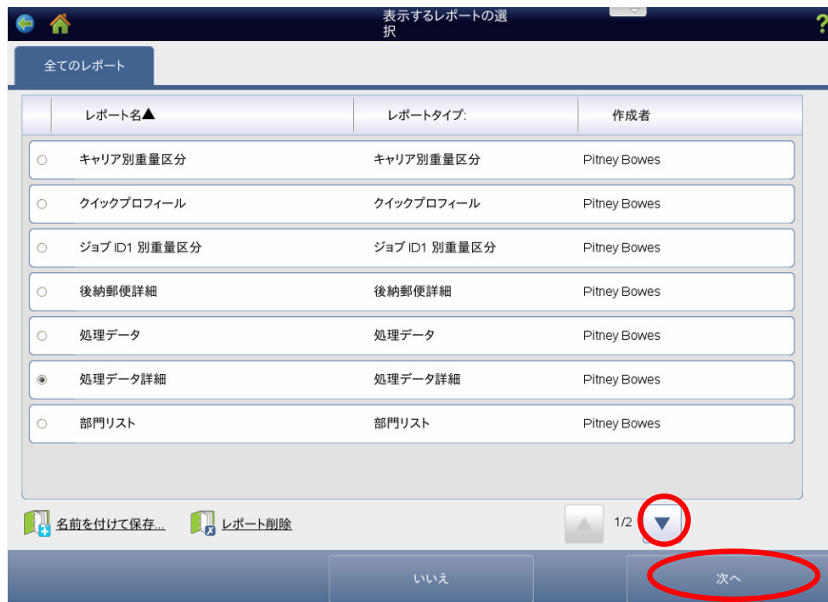 表示するレポートの選
択
?
全てのレポート
レポート名▲ レポートタイプ: 作成者
キャリア別重量区分 キャリア別重量区分 Pitney Bowes
クイックプロフィール クイックプロフィール Pitney Bowes
ジョブ ID1 別重量区分 ジョブ ID1 別重量区分 Pitney Bowes
後納郵便詳細 後納郵便詳細 Pitney Bowes
処理データ 処理データ Pitney Bowes
処理データ詳細 処理データ詳細 Pitney Bowes
部門リスト 部門リスト Pitney Bowes
名前を付けて保存... レポート削除 1/2
いいえ 次へ